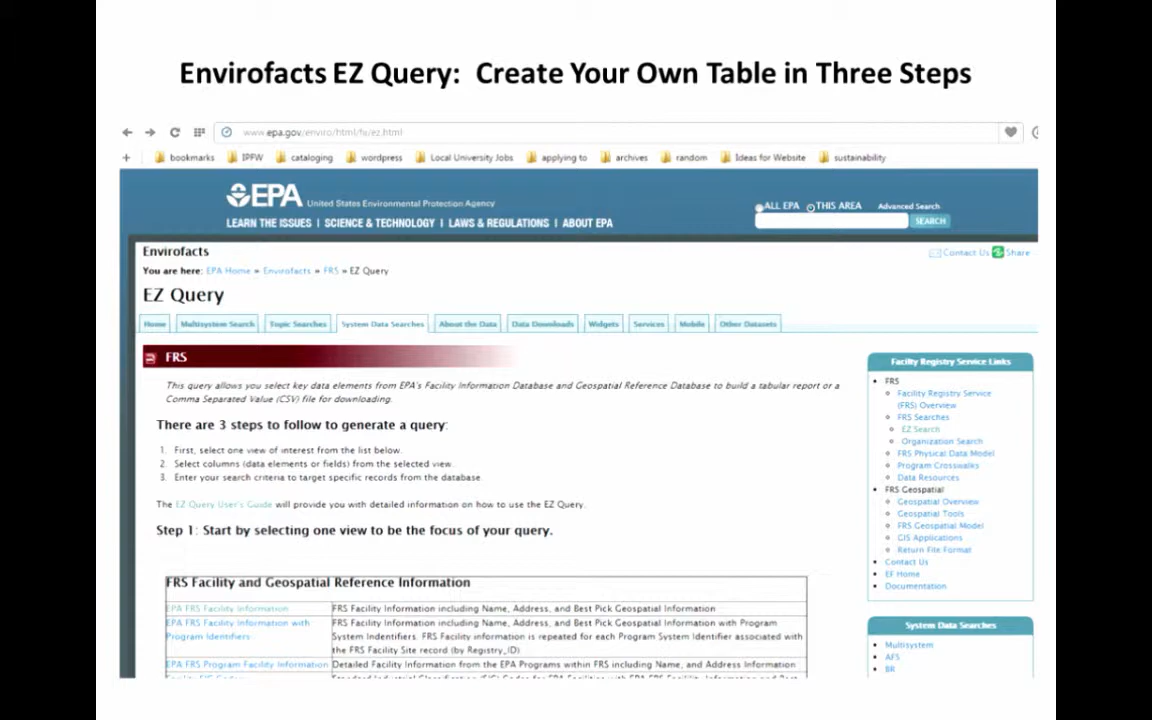 Envirofacts EZ Query: Create Your Own Table in Three Steps
www.epa.gov/enviro/html/fii/ez.html
bookmarks IPFW cataloging wordpress Local University Jobs applying to archives random Ideas for Website sustainability
EPA United States Environmental Protection Agency
LEARN THE ISSUES | SCIENCE & TECHNOLOGY | LAWS & REGULATIONS | ABOUT EPA
ALL EPA THIS AREA Advanced Search
SEARCH
Envirofacts
Contact Us Share
You are here: EPA Home » Envirofacts » FRS » EZ Query
EZ Query
Home Multisystem Search Topic Searches System Data Searches About the Data Data Downloads Widgets Services Mobile Other Datasets
FRS
This query allows you select key data elements from EPA's Facility Information Database and Geospatial Reference Database to build a tabular report or a
Comma Separated Value (CSV) file for downloading.
There are 3 steps to follow to generate a query:
1. First, select one view of interest from the list below.
2. Select columns (data elements or fields) from the selected view.
3. Enter your search criteria to target specific records from the database.
The EZ Query User's Guide will provide you with detailed information on how to use the EZ Query.
Step 1: Start by selecting one view to be the focus of your query.
FRS Facility and Geospatial Reference Information
EPA FRS Facility Information
FRS Facility Information including Name, Address, and Best Pick Geospatial Information
EPA FRS Facility Information with
Program Identifiers
FRS Facility Information including Name, Address, and Best Pick Geospatial Information with Program
System Indentifiers. FRS Facility information is repeated for each Program System Identifier associated with
the FRS Facility Site record (by Registry_ID)
EPA FRS Program Facility Information
Detailed Facility Information from the EPA Programs within FRS including Name, and Address Information
Facility Registry Service Links
FRS
Facility Registry Service
(FRS) Overview
FRS Searches
EZ Search
Organization Search
FRS Physical Data Model
Program Crosswalks
Data Resources
FRS Geospatial
Geospatial Overview
Geospatial Tools
FRS Geospatial Model
GIS Applications
Return File Format
Contact Us
EF Home
Documentation
System Data Searches
Multisystem
AFS
BR